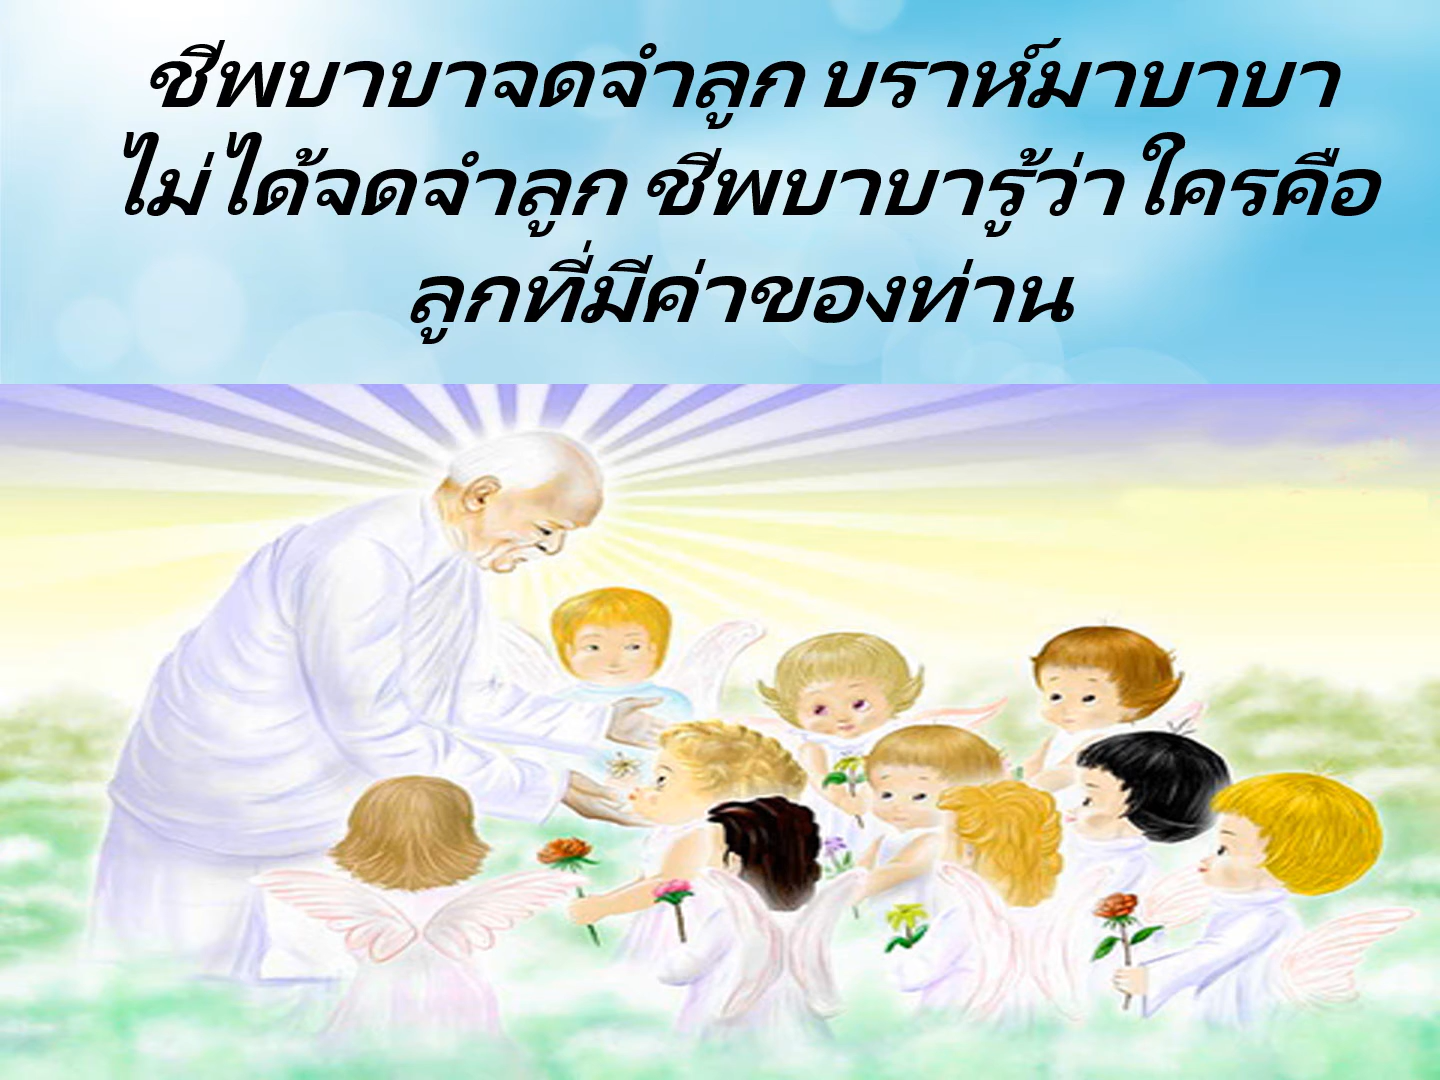 ชีพบาบาจดจำลูก บราห์มาบาบา
ไม่ได้จดจำลูก ชีพบาบารู้ว่าใครคือ
ลูกที่มีค่าของท่าน